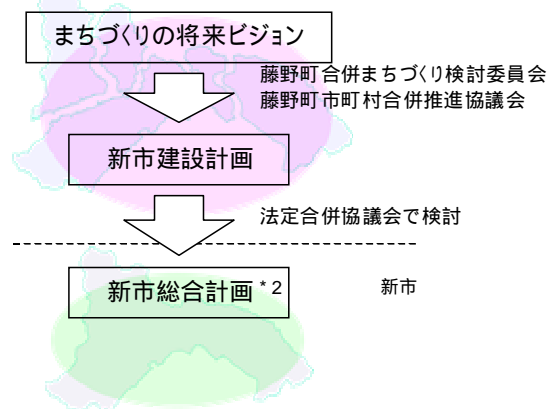 まちづくりの将来ビジョン
藤野町合併まちづくり検討委員会
藤野町市町村合併推進協議会
新市建設計画
法定合併協議会で検討
新市総合計画*2
新市